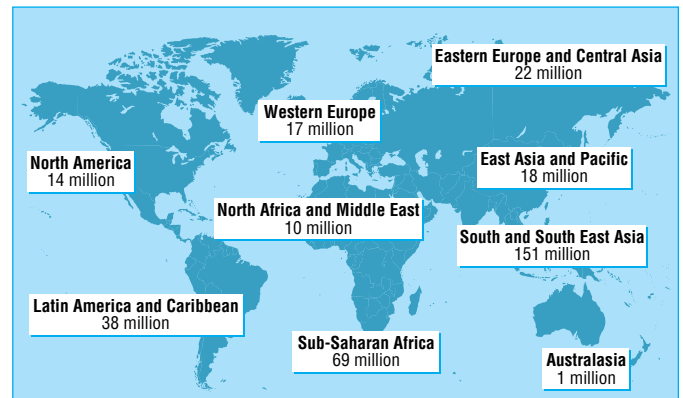 Eastern Europe and Central Asia
22 million
Western Europe
17 million
North America
14 million
East Asia and Pacific
18 million
North Africa and Middle East
10 million
South and South East Asia
151 million
Latin America and Caribbean
38 million
Sub-Saharan Africa
69 million
Australasia
1 million